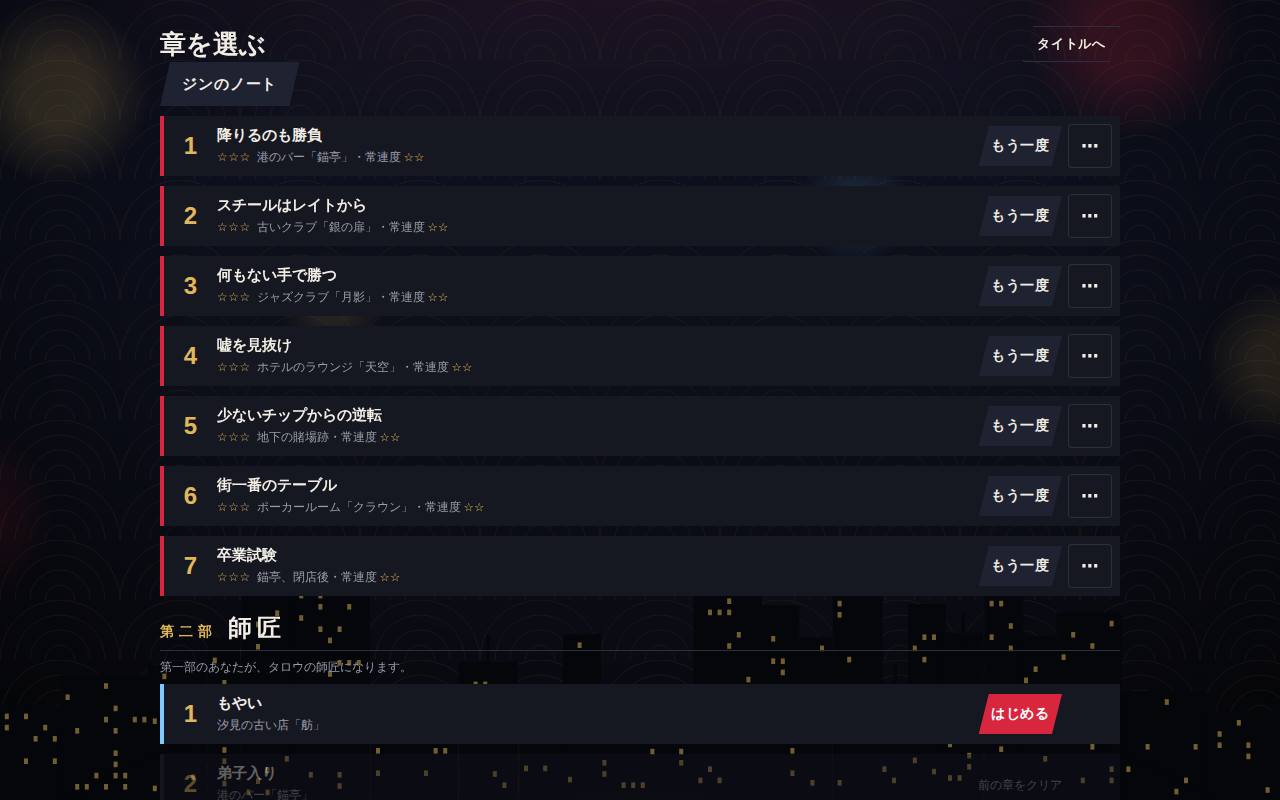 章を選ぶ
タイトルへ
ジンのノート
1 降りるのも勝負
☆☆☆ 港のバー「錨亭」・常連度 ☆☆
もう一度 …
2 スチールはレイトから
☆☆☆ 古いクラブ「銀の扉」・常連度 ☆☆
もう一度 …
3 何もない手で勝つ
☆☆☆ ジャズクラブ「月影」・常連度 ☆☆
もう一度 …
4 嘘を見抜け
☆☆☆ ホテルのラウンジ「天空」・常連度 ☆☆
もう一度 …
5 少ないチップからの逆転
☆☆☆ 地下の賭場跡・常連度 ☆☆
もう一度 …
6 街一番のテーブル
☆☆☆ ポーカールーム「クラウン」・常連度 ☆☆
もう一度 …
7 卒業試験
☆☆☆ 錨亭、閉店後・常連度 ☆☆
もう一度 …
第二部 師匠
第一部のあなたが、タロウの師匠になります。
1 もやい
汐見の古い店「舫」
はじめる
2 弟子入り
港のバー「錨亭」
前の章をクリア